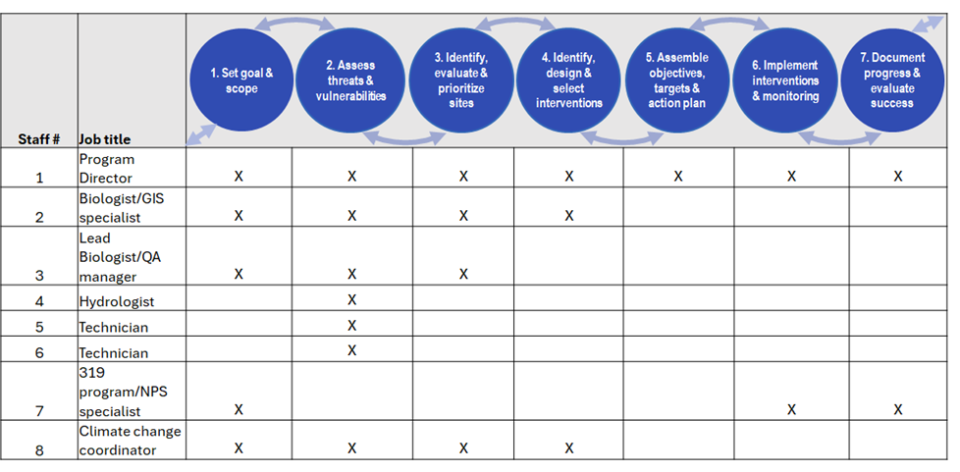 1. Set goal &
scope
2. Assess
threats &
vulnerabilities
3. Identify,
evaluate &
prioritize
sites
4. Identify,
design &
select
interventions
5. Assemble
objectives,
targets &
action plan
6. Implement
interventions
& monitoring
7. Document
progress &
evaluate
success
Staff # Job title
Program
1 Director X X X X X X X
Biologist/GIS
2 specialist X X X X
Lead
Biologist/QA
3 manager X X X
4 Hydrologist X
5 Technician X
6 Technician X
319
program/NPS
7 specialist X X X
Climate change
8 coordinator X X X X